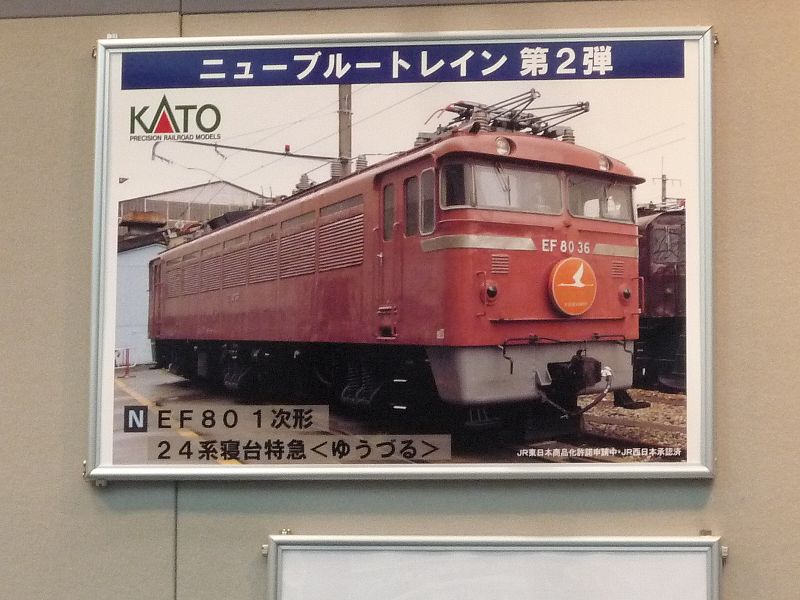 ニューブルートレイン 第2弾
KATO
PRECISION RAILROAD MODELS
EF 80 36
N EF80 1次形
24系寝台特急<ゆうづる>
JR東日本商品化許諾申請中・JR西日本承認済